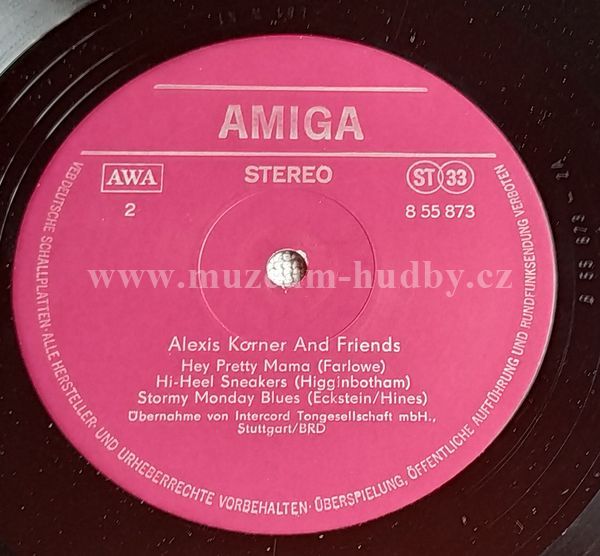 AMIGA
AWA
STEREO
ST 33
2
8 55 873
www.muzeum-hudby.cz
Alexis Korner And Friends
Hey Pretty Mama (Farlowe)
Hi-Heel Sneakers (Higginbotham)
Stormy Monday Blues (Eckstein/Hines)
Übernahme von Intercord Tongesellschaft mbH.,
Stuttgart/BRD
VEB DEUTSCHE SCHALLPLATTEN · ALLE HERSTELLER- UND URHEBERRECHTE VORBEHALTEN · ÜBERSPIELUNG, ÖFFENTLICHE AUFFÜHRUNG UND RUNDFUNKSENDUNG VERBOTEN